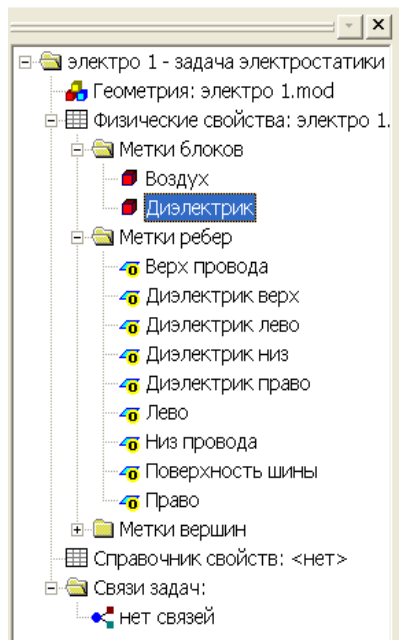 электро 1 - задача электростатики
Геометрия: электро 1.mod
Физические свойства: электро 1.
Метки блоков
Воздух
Диэлектрик
Метки ребер
Верх провода
Диэлектрик верх
Диэлектрик лево
Диэлектрик низ
Диэлектрик право
Лево
Низ провода
Поверхность шины
Право
Метки вершин
Справочник свойств: <нет>
Связи задач:
нет связей